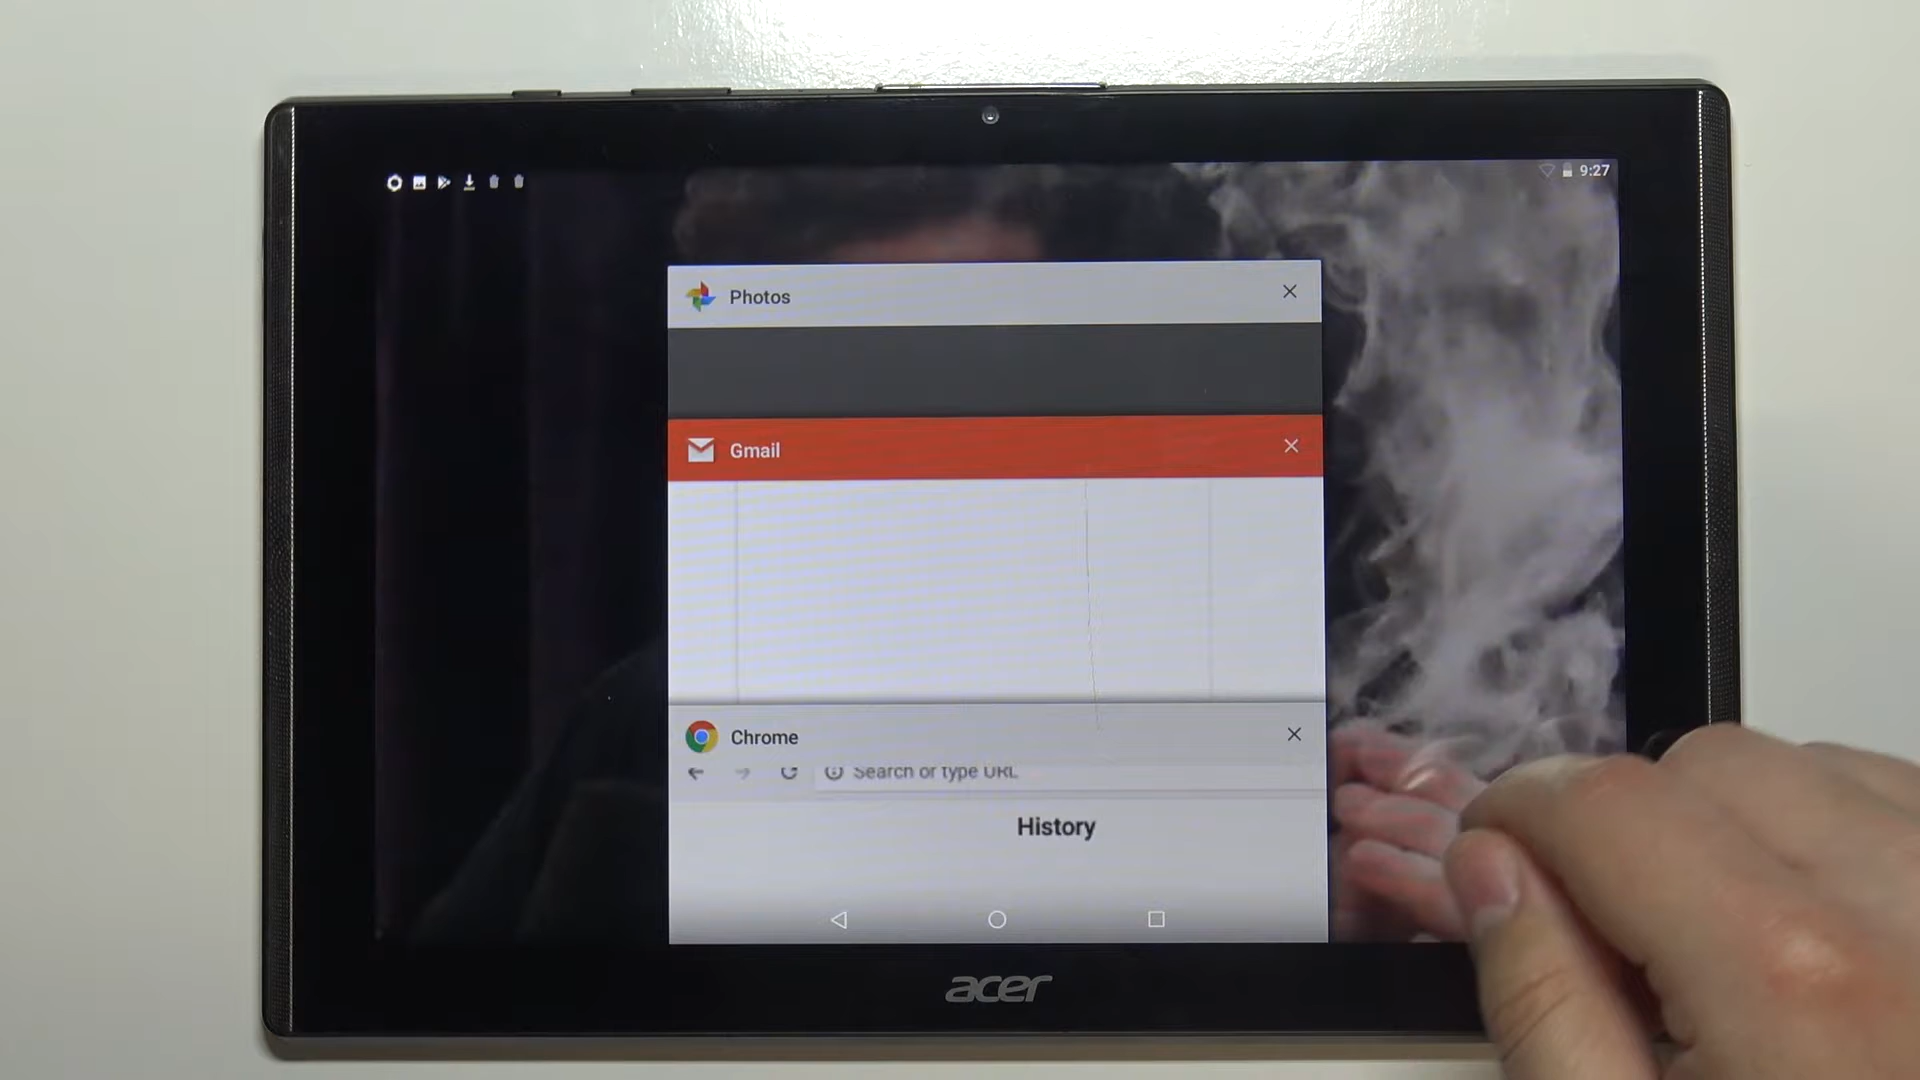 9:27
Photos
Gmail
Chrome
Search or type URL
History
acer